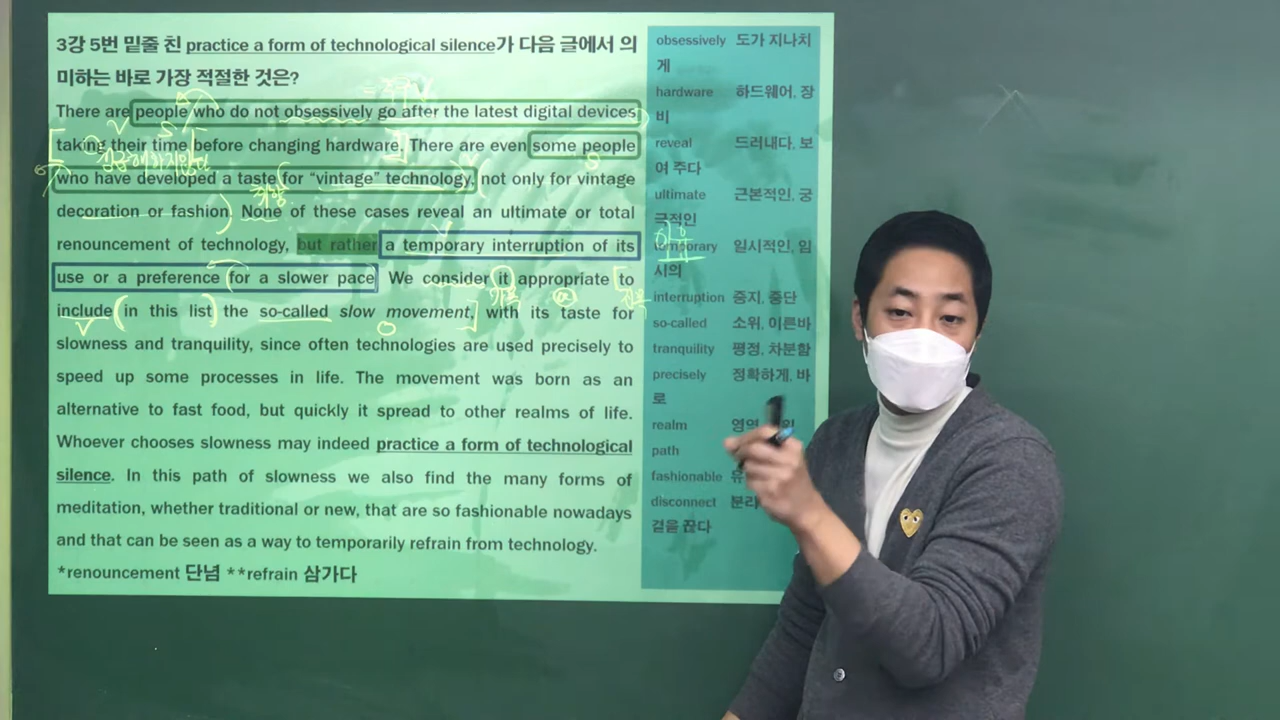 3강 5번 밑줄 친 practice a form of technological silence가 다음 글에서 의
미하는 바로 가장 적절한 것은?
There are people who do not obsessively go after the latest digital devices
taking their time before changing hardware. There are even some people
who have developed a taste for “vintage” technology, not only for vintage
decoration or fashion. None of these cases reveal an ultimate or total
renouncement of technology, but rather a temporary interruption of its
use or a preference for a slower pace. We consider it appropriate to
include in this list the so-called slow movement, with its taste for
slowness and tranquility, since often technologies are used precisely to
speed up some processes in life. The movement was born as an
alternative to fast food, but quickly it spread to other realms of life.
Whoever chooses slowness may indeed practice a form of technological
silence. In this path of slowness we also find the many forms of
meditation, whether traditional or new, that are so fashionable nowadays
and that can be seen as a way to temporarily refrain from technology.
*renouncement 단념 **refrain 삼가다
obsessively 도가 지나치
게
hardware 하드웨어, 장
비
reveal 드러내다, 보
여 주다
ultimate 근본적인, 궁
극적인
temporary 일시적인, 임
시의
interruption 중지, 중단
so-called 소위, 이른바
tranquility 평정, 차분함
precisely 정확하게, 바
로
realm 영역
path
fashionable
disconnect 분리
결을 끊다
취향